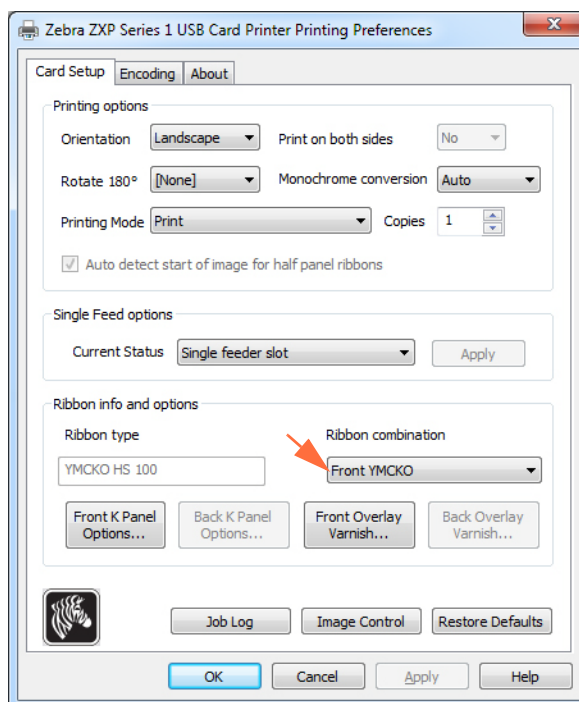 Zebra ZXP Series 1 USB Card Printer Printing Preferences
Card Setup Encoding About
Printing options
Orientation Landscape Print on both sides No
Rotate 180° [None] Monochrome conversion Auto
Printing Mode Print Copies 1
Auto detect start of image for half panel ribbons
Single Feed options
Current Status Single feeder slot Apply
Ribbon info and options
Ribbon type Ribbon combination
YMCKO HS 100 Front YMCKO
Front K Panel Back K Panel Front Overlay Back Overlay
Options... Options... Varnish... Varnish...
Job Log Image Control Restore Defaults
OK Cancel Apply Help